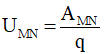 U_MN = A_MN / q